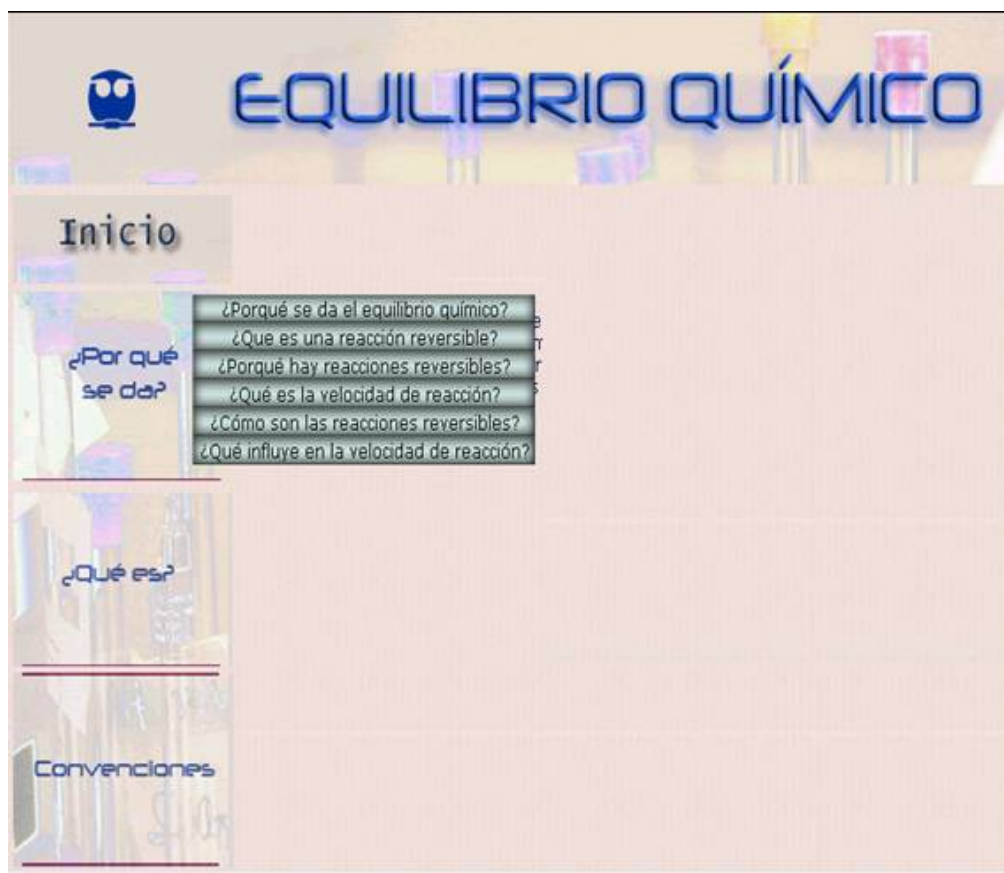 EQUILIBRIO QUÍMICO
Inicio
¿Por qué
se da?
¿Porqué se da el equilibrio químico?
¿Que es una reacción reversible?
¿Porqué hay reacciones reversibles?
¿Qué es la velocidad de reacción?
¿Cómo son las reacciones reversibles?
¿Qué influye en la velocidad de reacción?
¿Qué es?
Convenciones